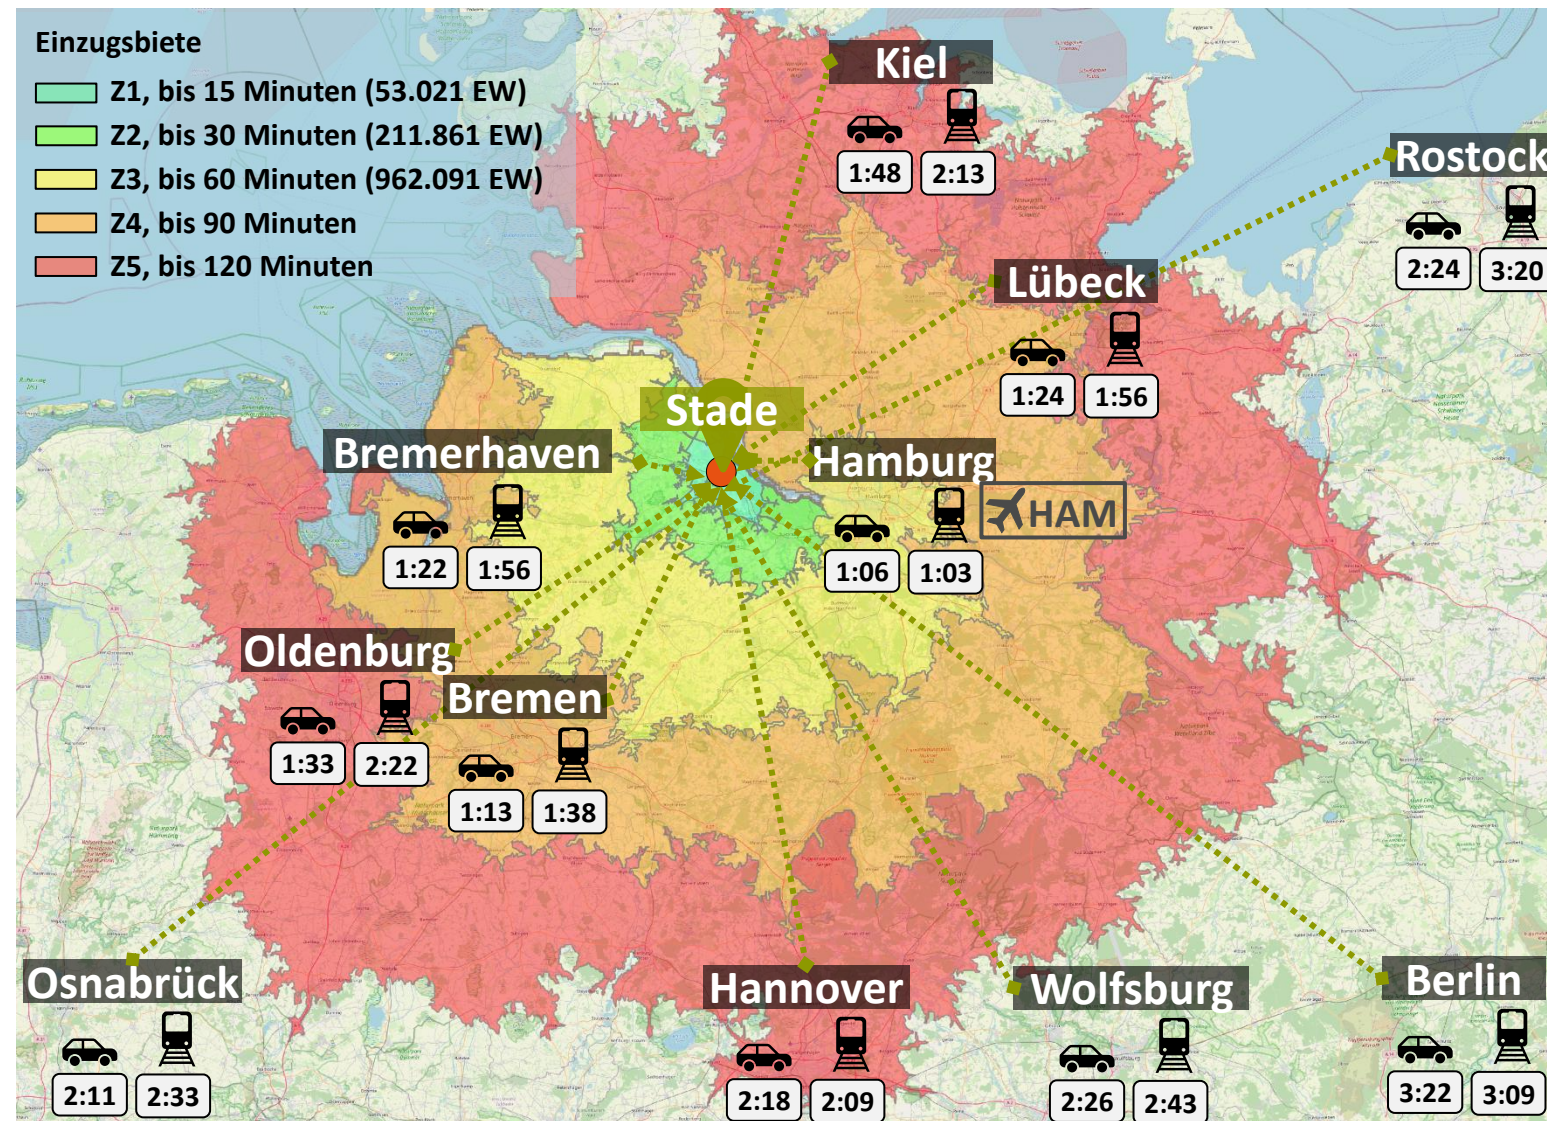 Einzugsbiete
Z1, bis 15 Minuten (53.021 EW)
Z2, bis 30 Minuten (211.861 EW)
Z3, bis 60 Minuten (962.091 EW)
Z4, bis 90 Minuten
Z5, bis 120 Minuten
Kiel
1:48 2:13
Rostock
2:24 3:20
Lübeck
1:24 1:56
Stade
Bremerhaven
1:22 1:56
Hamburg
HAM
1:06 1:03
Oldenburg
1:33 2:22
Bremen
1:13 1:38
Osnabrück
2:11 2:33
Hannover
2:18 2:09
Wolfsburg
2:26 2:43
Berlin
3:22 3:09